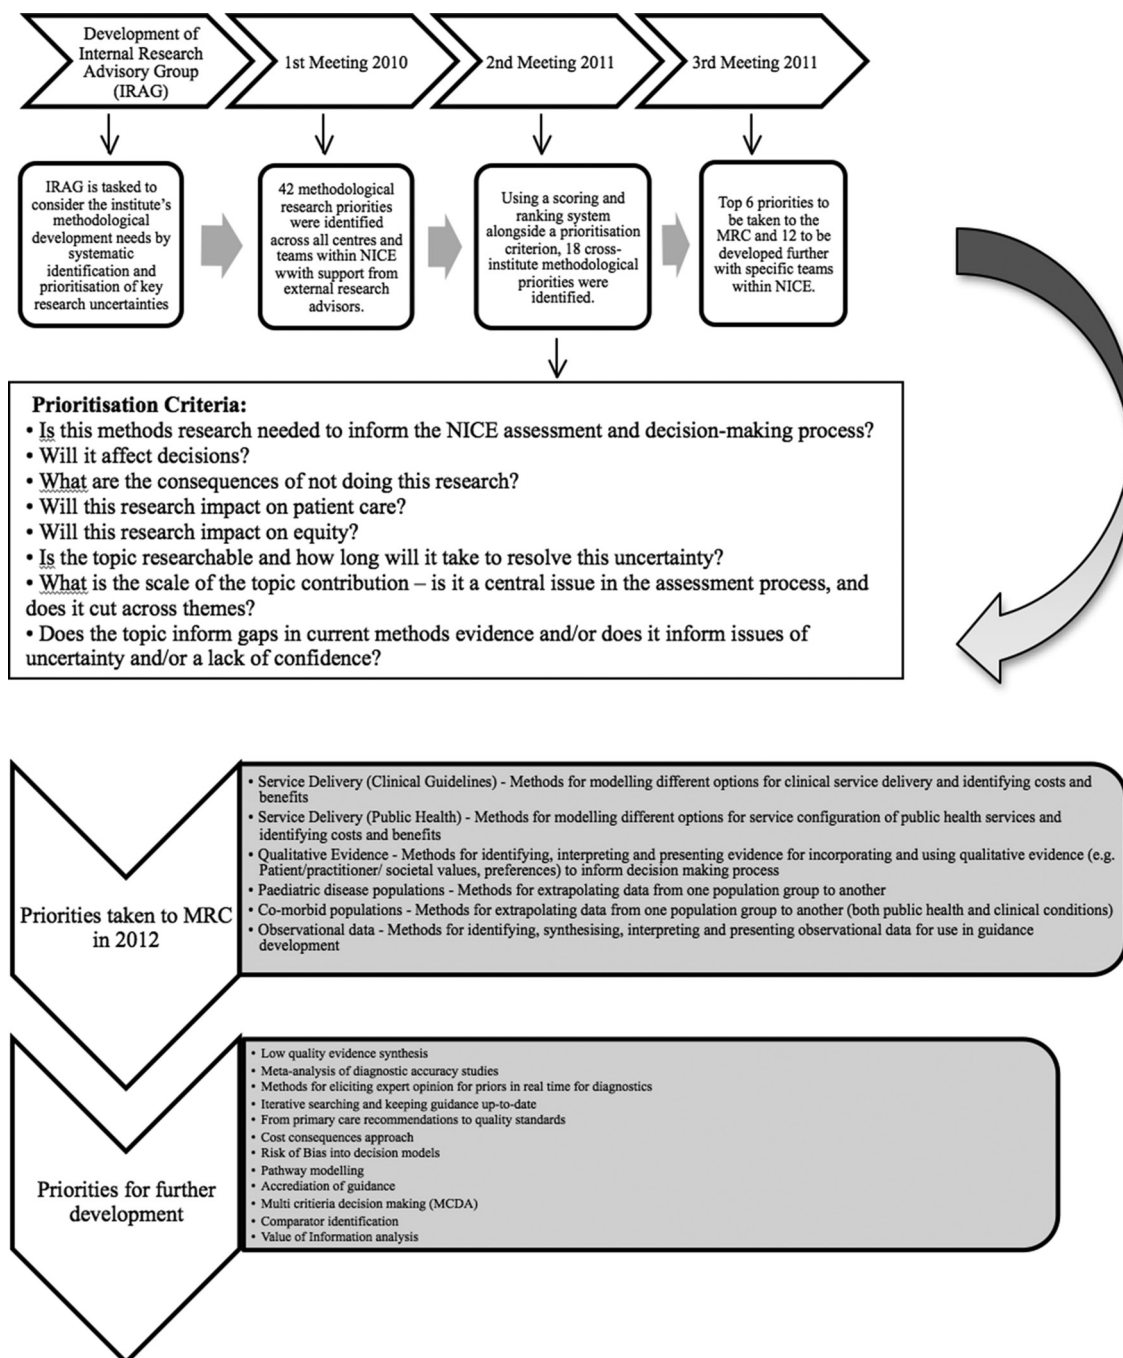 Development of
Internal Research
Advisory Group
(IRAG)
1st Meeting 2010
2nd Meeting 2011
3rd Meeting 2011
IRAG is tasked to
consider the institute's
methodological
development needs by
systematic
identification and
prioritisation of key
research uncertainties
42 methodological
research priorities
were identified
across all centres and
teams within NICE
wwith support from
external research
advisors.
Using a scoring and
ranking system
alongside a prioritisation
criterion, 18 cross-
institute methodological
priorities were
identified.
Top 6 priorities to
be taken to the
MRC and 12 to be
developed further
with specific teams
within NICE.
Prioritisation Criteria:
• Is this methods research needed to inform the NICE assessment and decision-making process?
• Will it affect decisions?
• What are the consequences of not doing this research?
• Will this research impact on patient care?
• Will this research impact on equity?
• Is the topic researchable and how long will it take to resolve this uncertainty?
• What is the scale of the topic contribution – is it a central issue in the assessment process, and
does it cut across themes?
• Does the topic inform gaps in current methods evidence and/or does it inform issues of
uncertainty and/or a lack of confidence?
Priorities taken to MRC
in 2012
• Service Delivery (Clinical Guidelines) - Methods for modelling different options for clinical service delivery and identifying costs and
benefits
• Service Delivery (Public Health) - Methods for modelling different options for service configuration of public health services and
identifying costs and benefits
• Qualitative Evidence - Methods for identifying, interpreting and presenting evidence for incorporating and using qualitative evidence (e.g.
Patient/practitioner/ societal values, preferences) to inform decision making process
• Paediatric disease populations - Methods for extrapolating data from one population group to another
• Co-morbid populations - Methods for extrapolating data from one population group to another (both public health and clinical conditions)
• Observational data - Methods for identifying, synthesising, interpreting and presenting observational data for use in guidance
development
Priorities for further
development
• Low quality evidence synthesis
• Meta-analysis of diagnostic accuracy studies
• Methods for eliciting expert opinion for priors in real time for diagnostics
• Iterative searching and keeping guidance up-to-date
• From primary care recommendations to quality standards
• Cost consequences approach
• Risk of Bias into decision models
• Pathway modelling
• Accrediation of guidance
• Multi critieria decision making (MCDA)
• Comparator identification
• Value of Information analysis